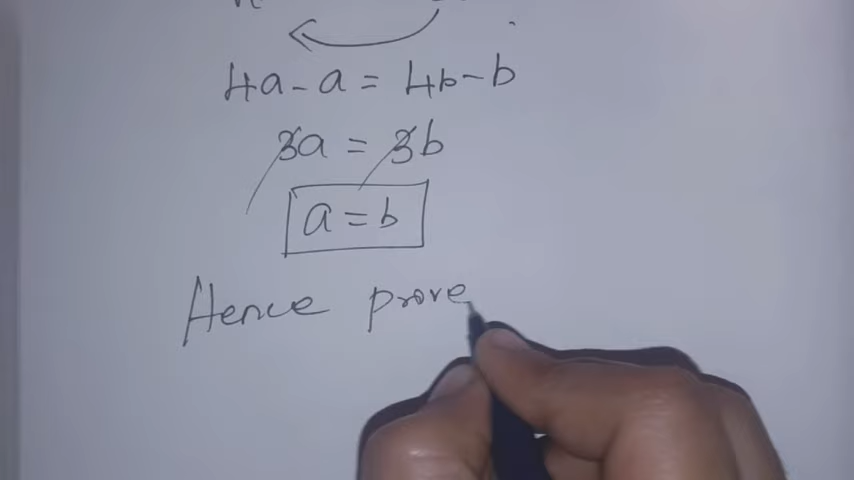 4a - a = 4b - b
3a = 3b
a = b
Hence prove